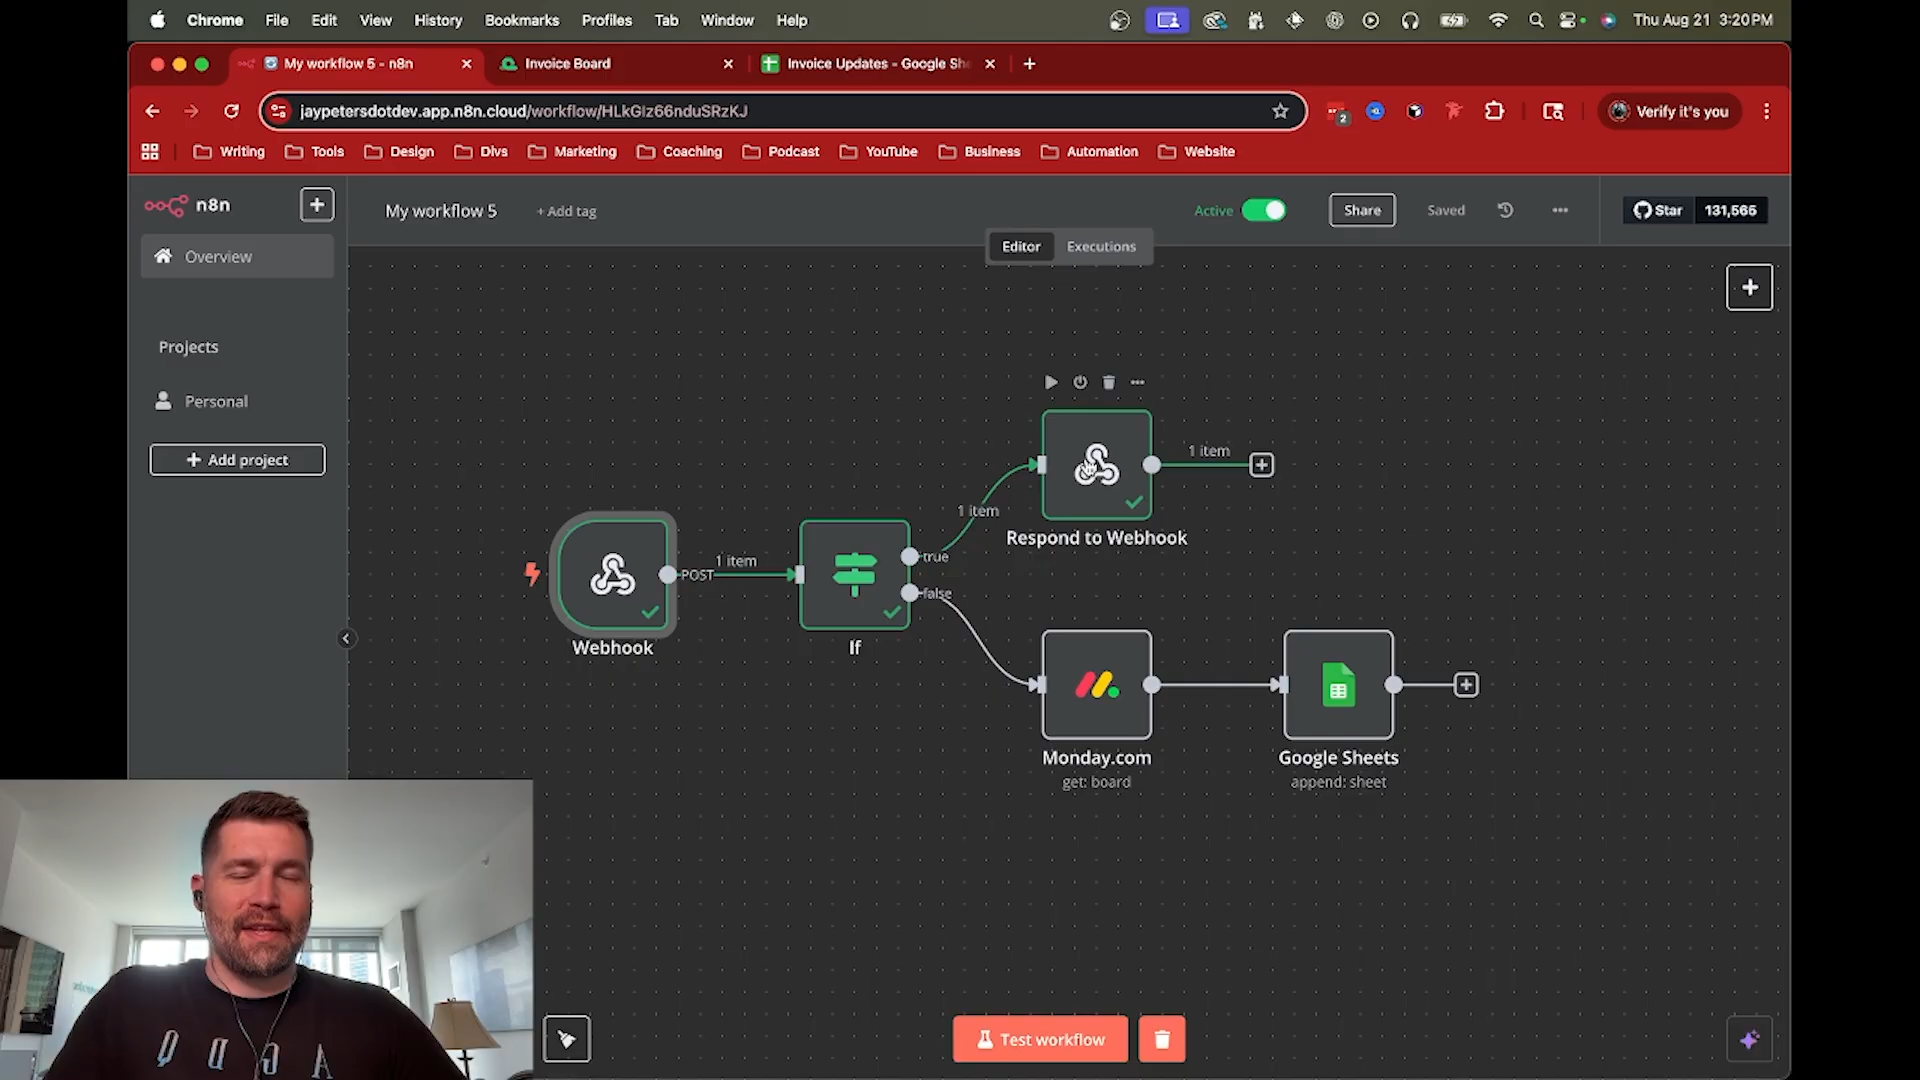 Chrome File Edit View History Bookmarks Profiles Tab Window Help
Thu Aug 21 3:20PM
My workflow 5 - n8n
Invoice Board
Invoice Updates - Google She
jaypetersdotdev.app.n8n.cloud/workflow/HLkGIz66nduSRzKJ
2
Verify it's you
Writing Tools Design Divs Marketing Coaching Podcast YouTube Business Automation Website
n8n
My workflow 5
+ Add tag
Active
Share
Saved
Star
131,565
Editor
Executions
Overview
Projects
Personal
Add project
1 item
1 item
Respond to Webhook
true
1 item
POST
false
Webhook
If
Monday.com
get: board
Google Sheets
append: sheet
Test workflow